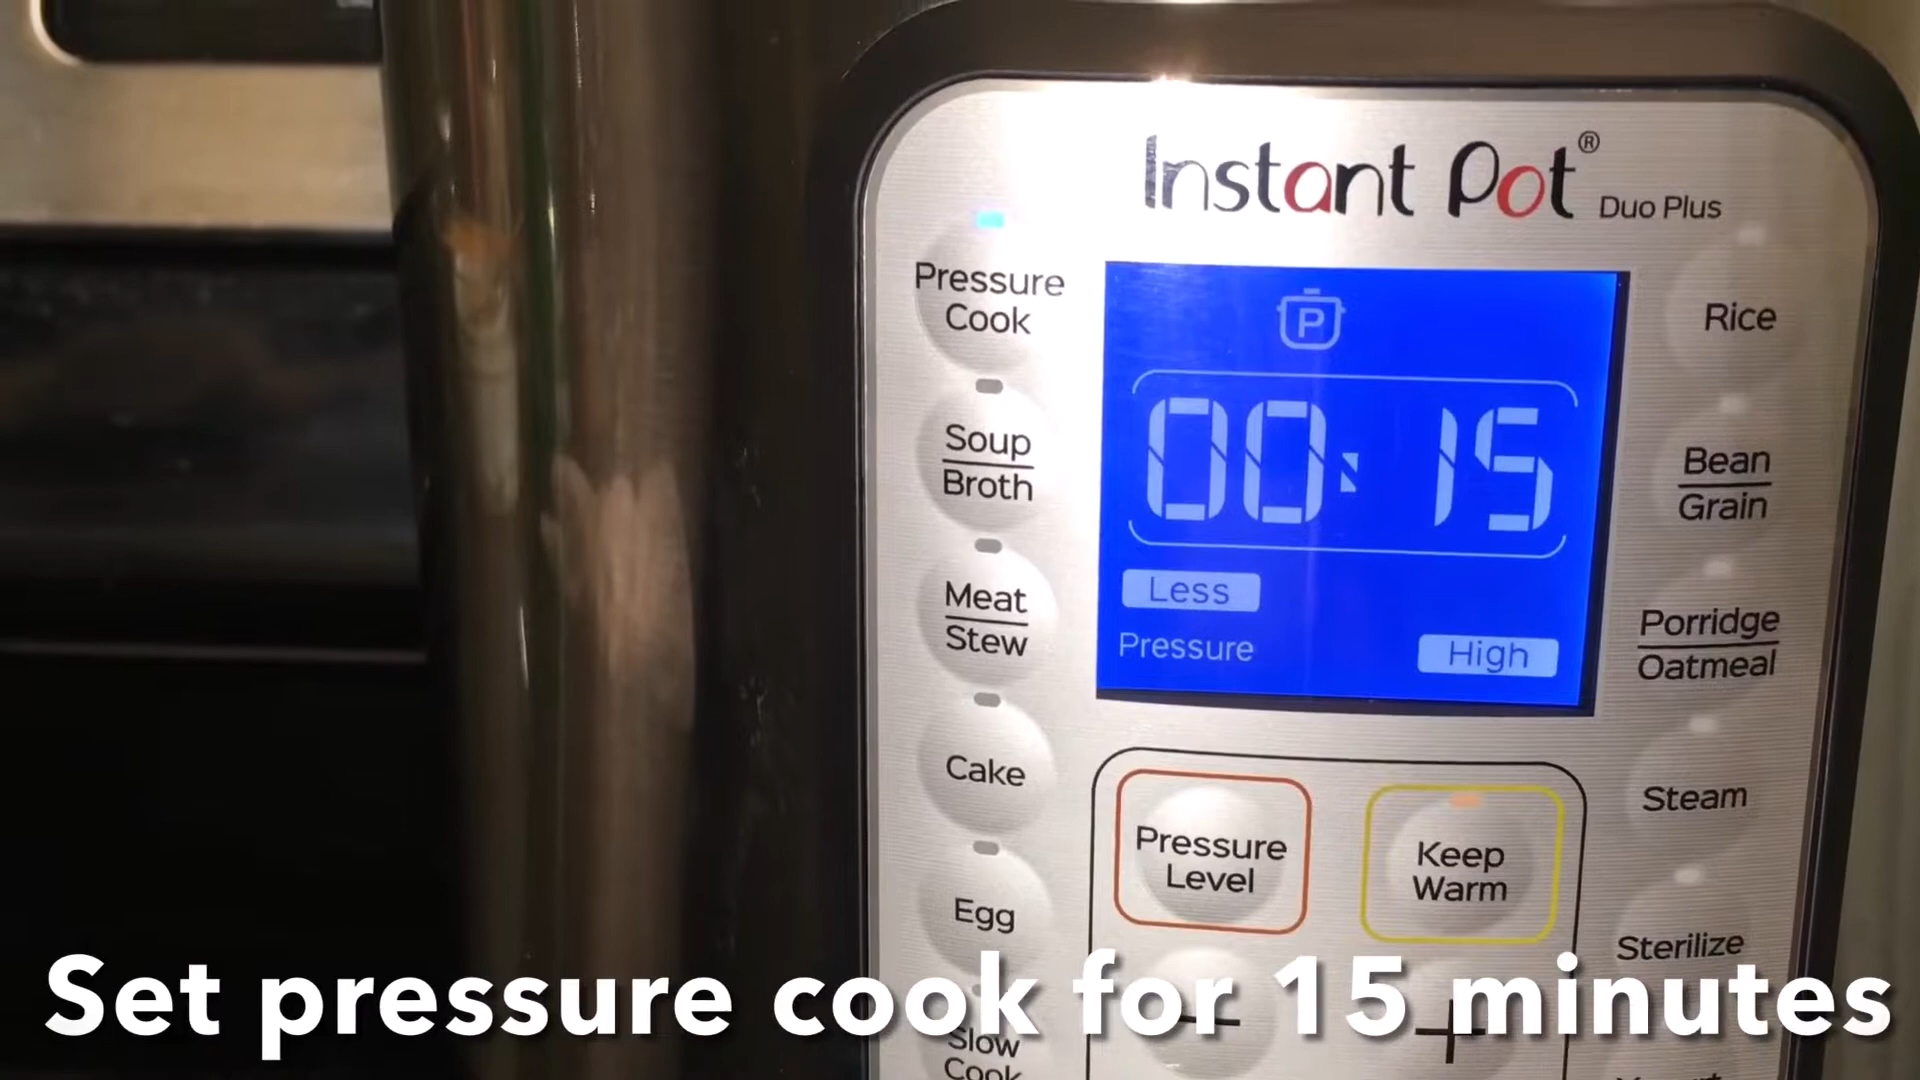 Instant Pot® Duo Plus
Pressure
Cook
Soup
Broth
Meat
Stew
Cake
Egg
Slow
Cook
P
00:15
Less
Pressure
High
Pressure
Level
Keep
Warm
−
+
Rice
Bean
Grain
Porridge
Oatmeal
Steam
Sterilize
Set pressure cook for 15 minutes